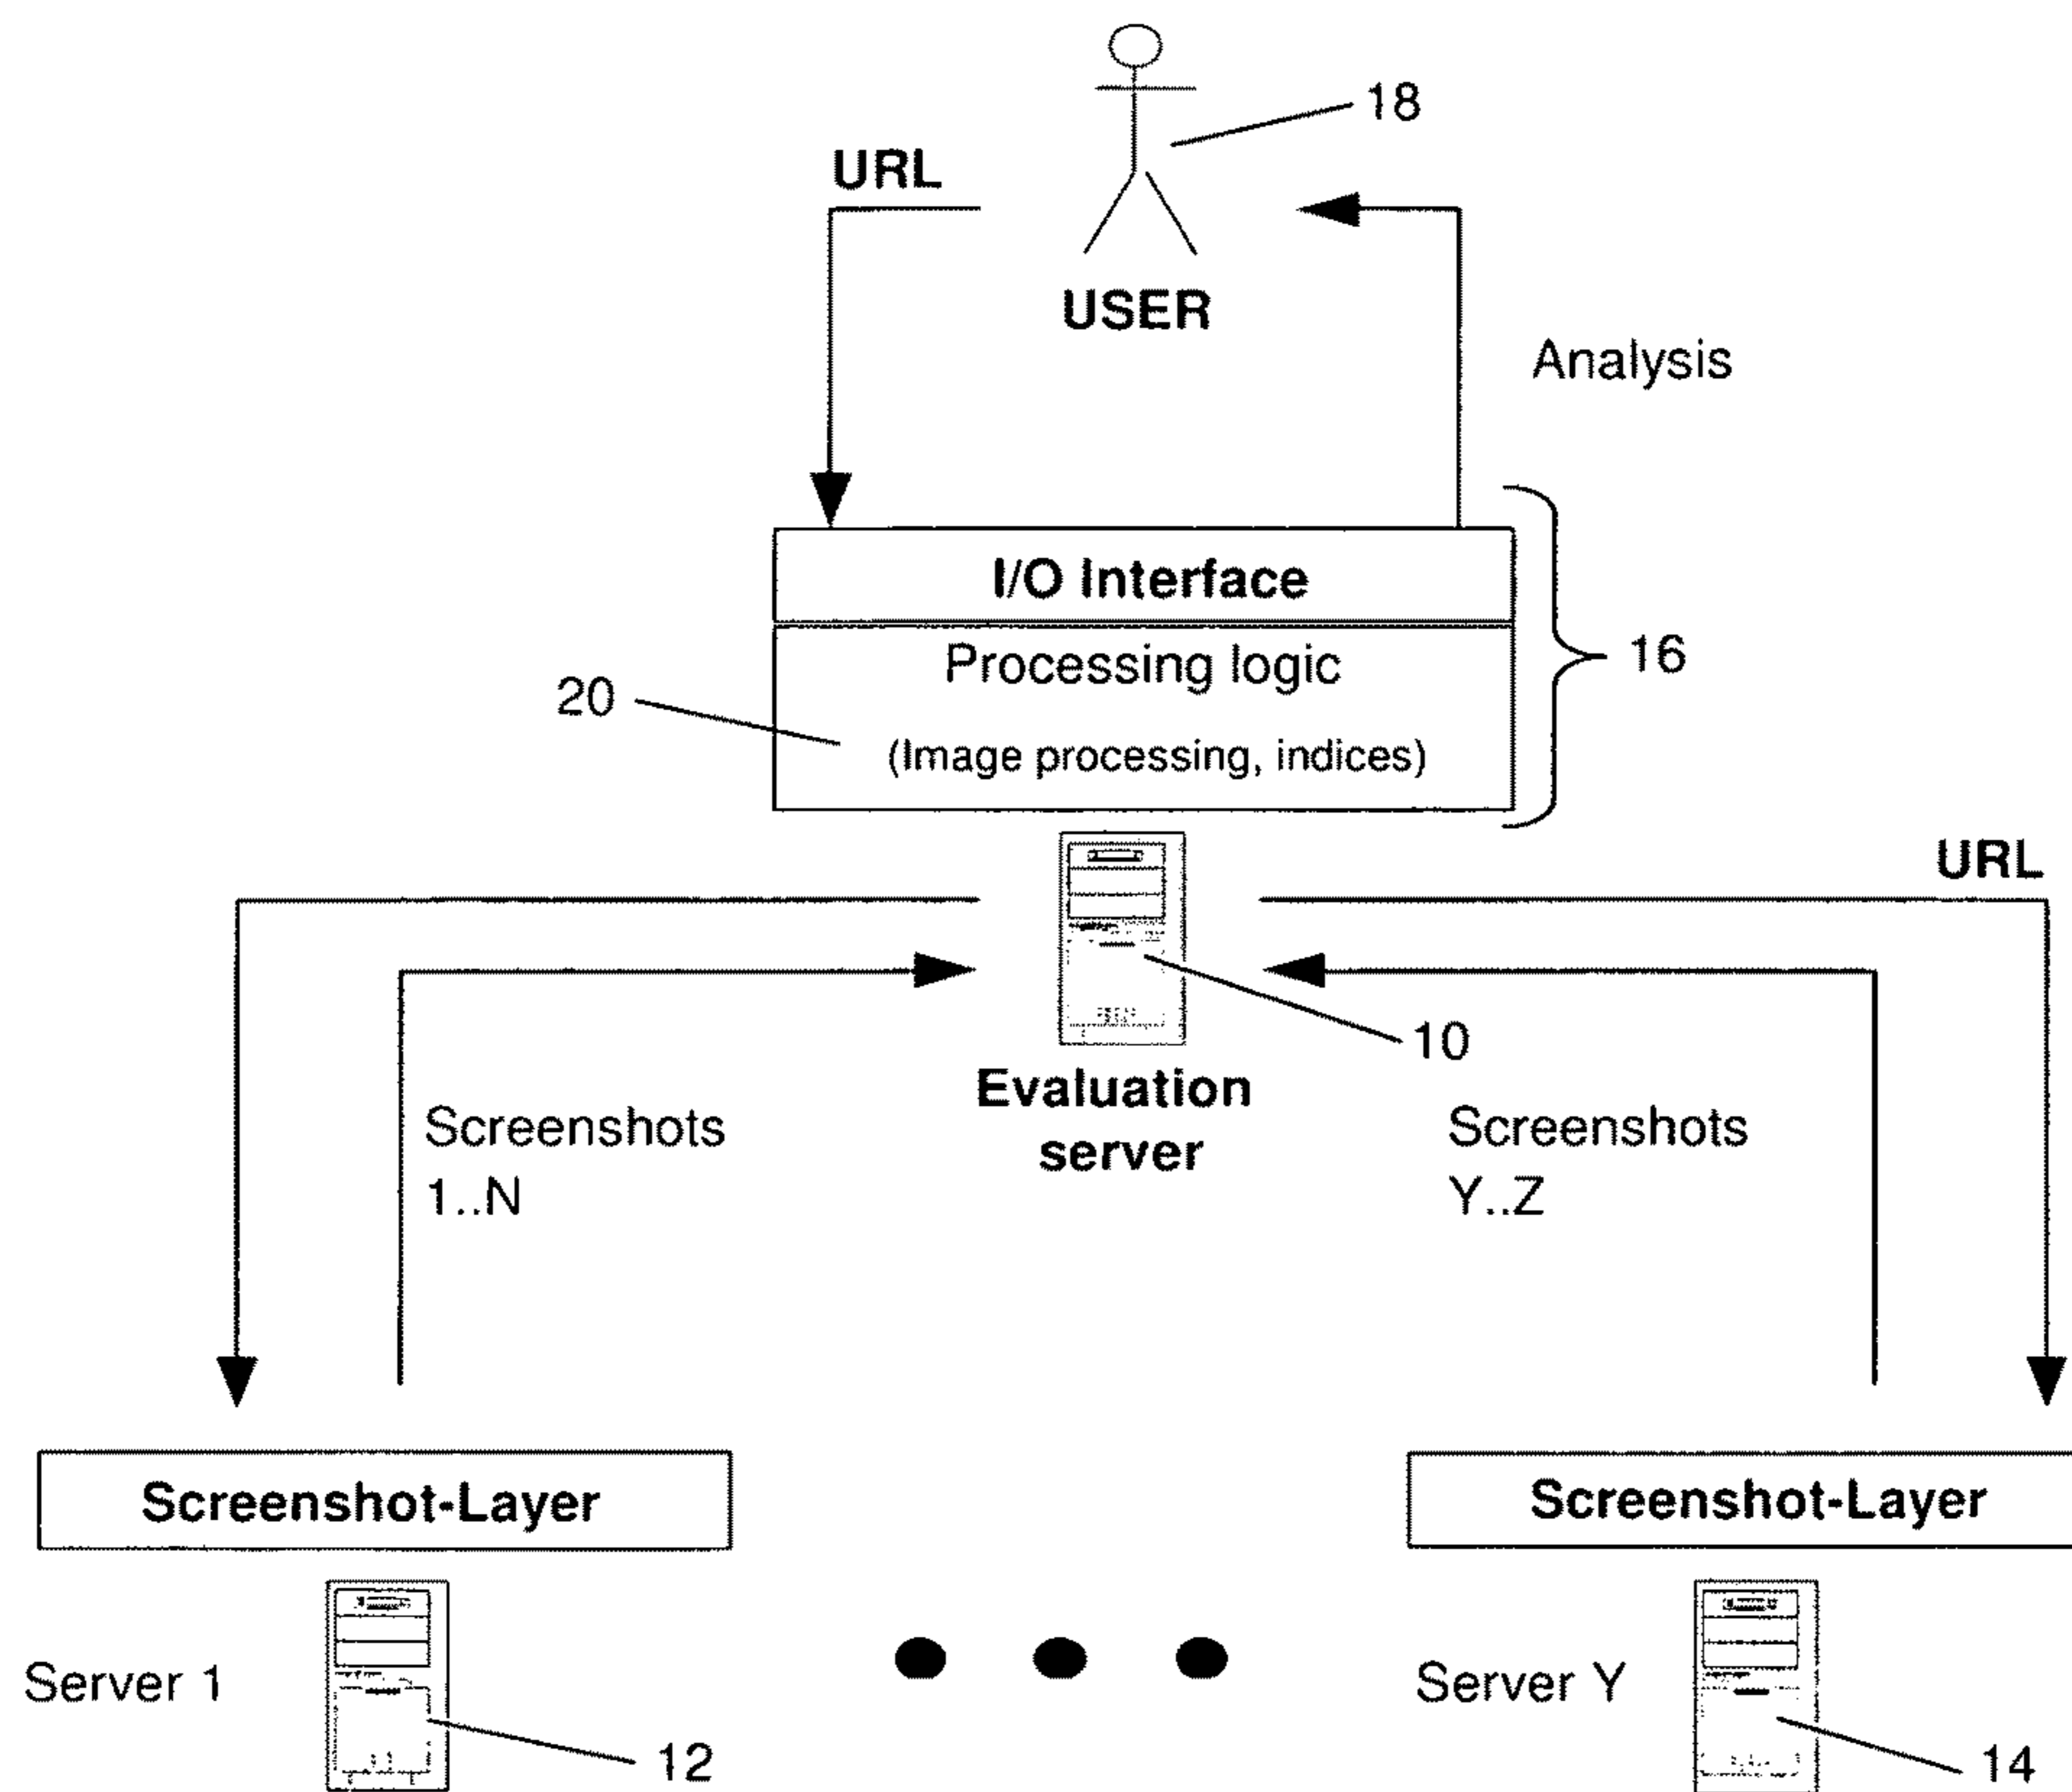 18
URL
USER
Analysis
I/O Interface
Processing logic
16
20
(Image processing, indices)
URL
10
Evaluation
server
Screenshots
1..N
Screenshots
Y..Z
Screenshot-Layer
Screenshot-Layer
Server 1
Server Y
12
14